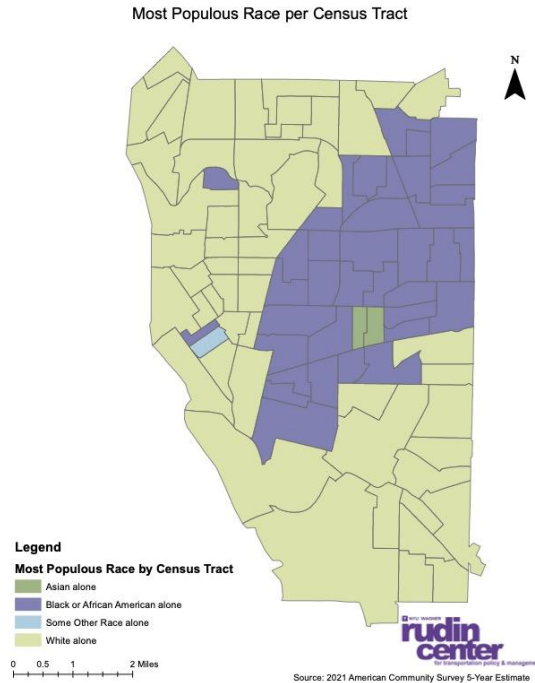 Most Populous Race per Census Tract
N
Legend
Most Populous Race by Census Tract
Asian alone
Black or African American alone
Some Other Race alone
White alone
0 0.5 1 2 Miles
NYU WAGNER
rudin
center
for transportation policy & manageme
Source: 2021 American Community Survey 5-Year Estimate